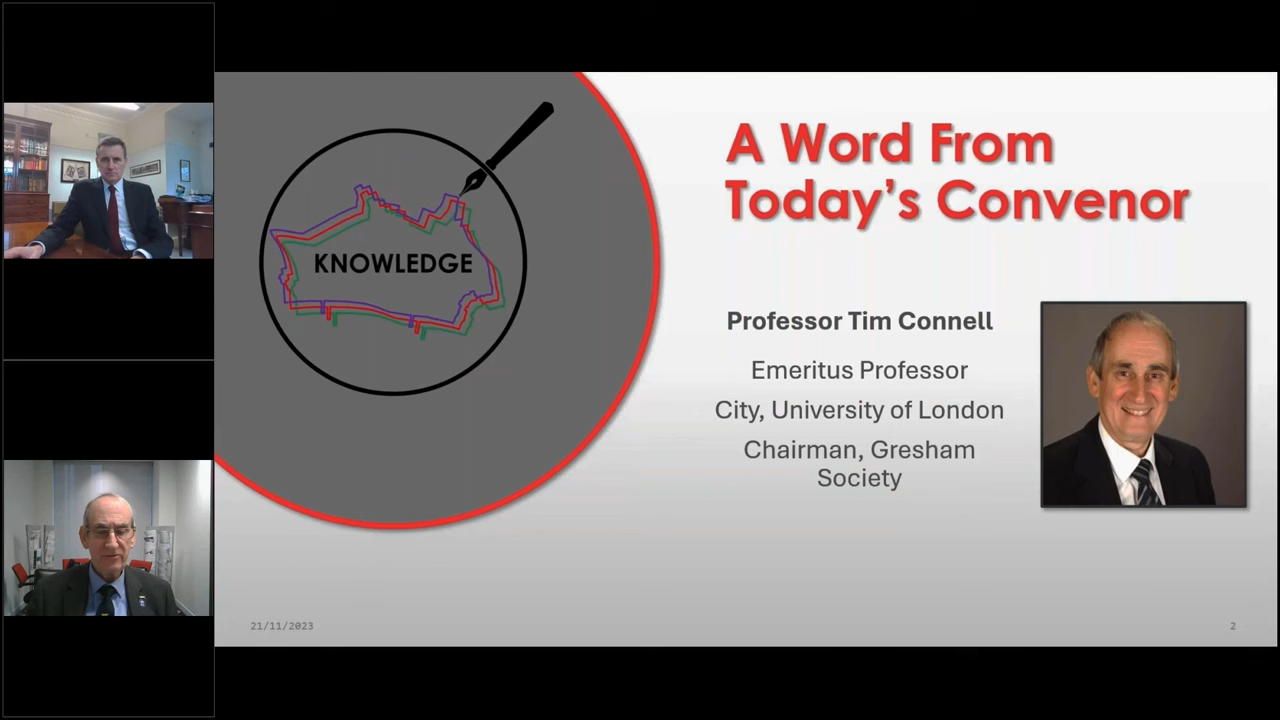 KNOWLEDGE
A Word From
Today’s Convenor
Professor Tim Connell
Emeritus Professor
City, University of London
Chairman, Gresham
Society
21/11/2023
2